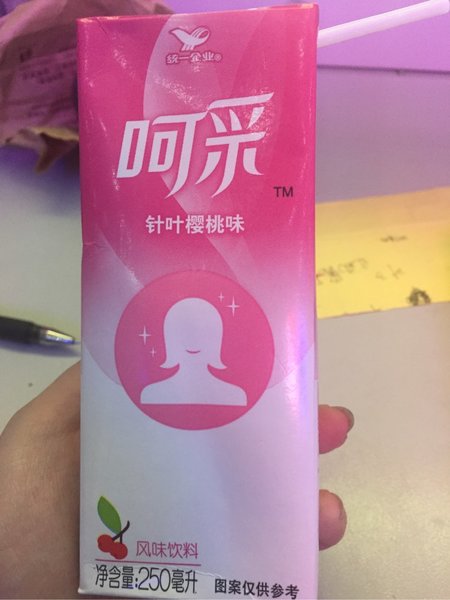 统一企业®
呵采
TM
针叶樱桃味
风味饮料
净含量:250毫升
图案仅供参考